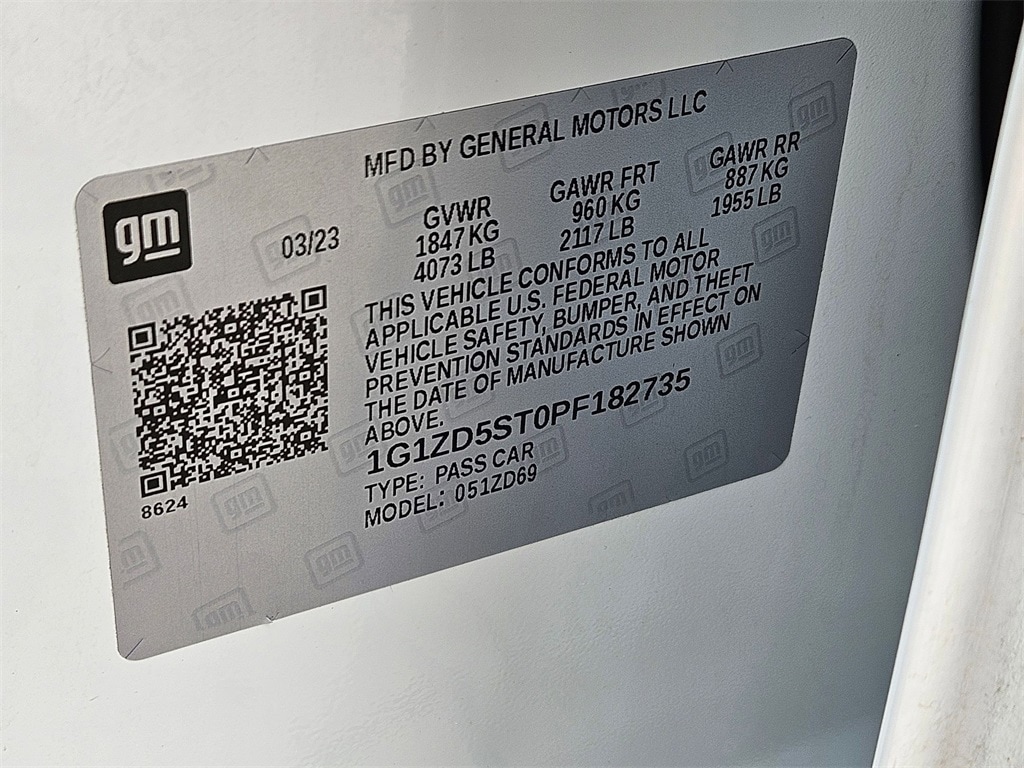 MFD BY GENERAL MOTORS LLC
gm
03/23
GVWR
1847 KG
4073 LB
GAWR FRT
960 KG
2117 LB
GAWR RR
887 KG
1955 LB
THIS VEHICLE CONFORMS TO ALL
APPLICABLE U.S. FEDERAL MOTOR
VEHICLE SAFETY, BUMPER, AND THEFT
PREVENTION STANDARDS IN EFFECT ON
THE DATE OF MANUFACTURE SHOWN
ABOVE.
1G1ZD5ST0PF182735
TYPE: PASS CAR
MODEL: 051ZD69
8624